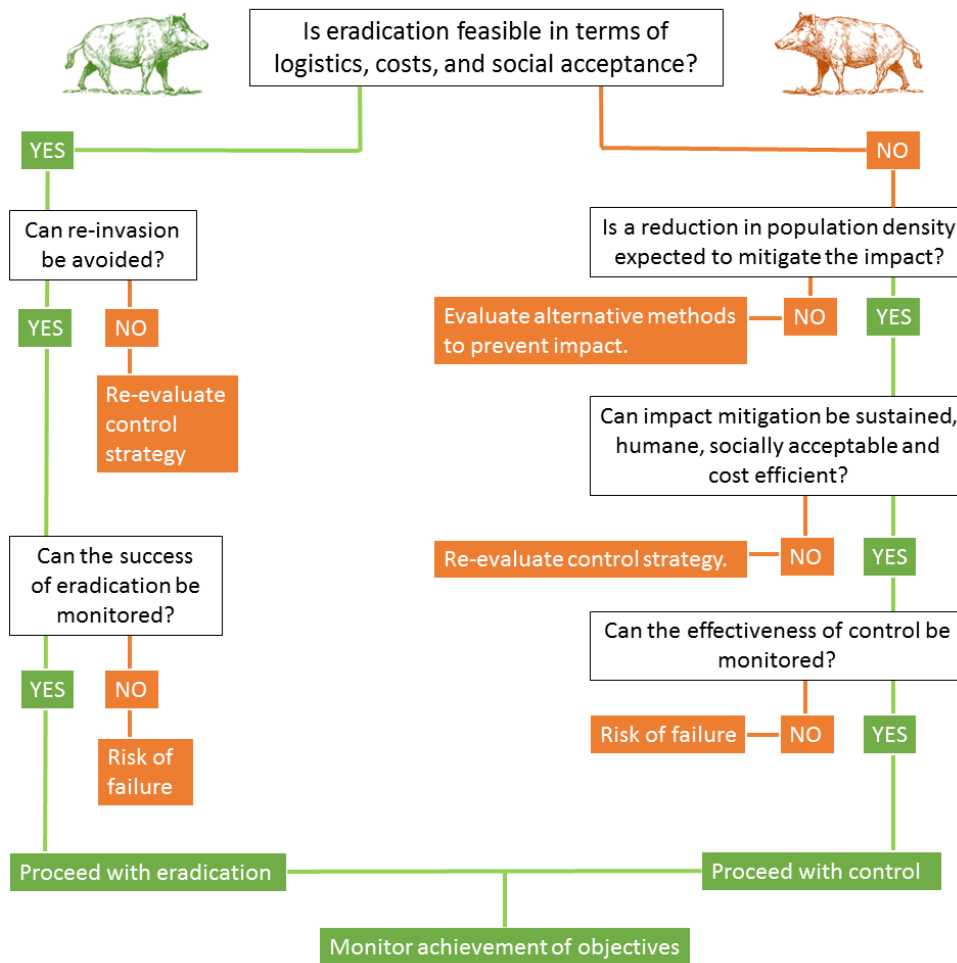 Is eradication feasible in terms of
logistics, costs, and social acceptance?
YES
NO
Can re-invasion
be avoided?
YES
NO
Re-evaluate
control
strategy
Can the success
of eradication be
monitored?
YES
NO
Risk of
failure
Proceed with eradication
Is a reduction in population density
expected to mitigate the impact?
NO
YES
Evaluate alternative methods
to prevent impact.
Can impact mitigation be sustained,
humane, socially acceptable and
cost efficient?
NO
YES
Re-evaluate control strategy.
Can the effectiveness of control be
monitored?
NO
YES
Risk of failure
Proceed with control
Monitor achievement of objectives